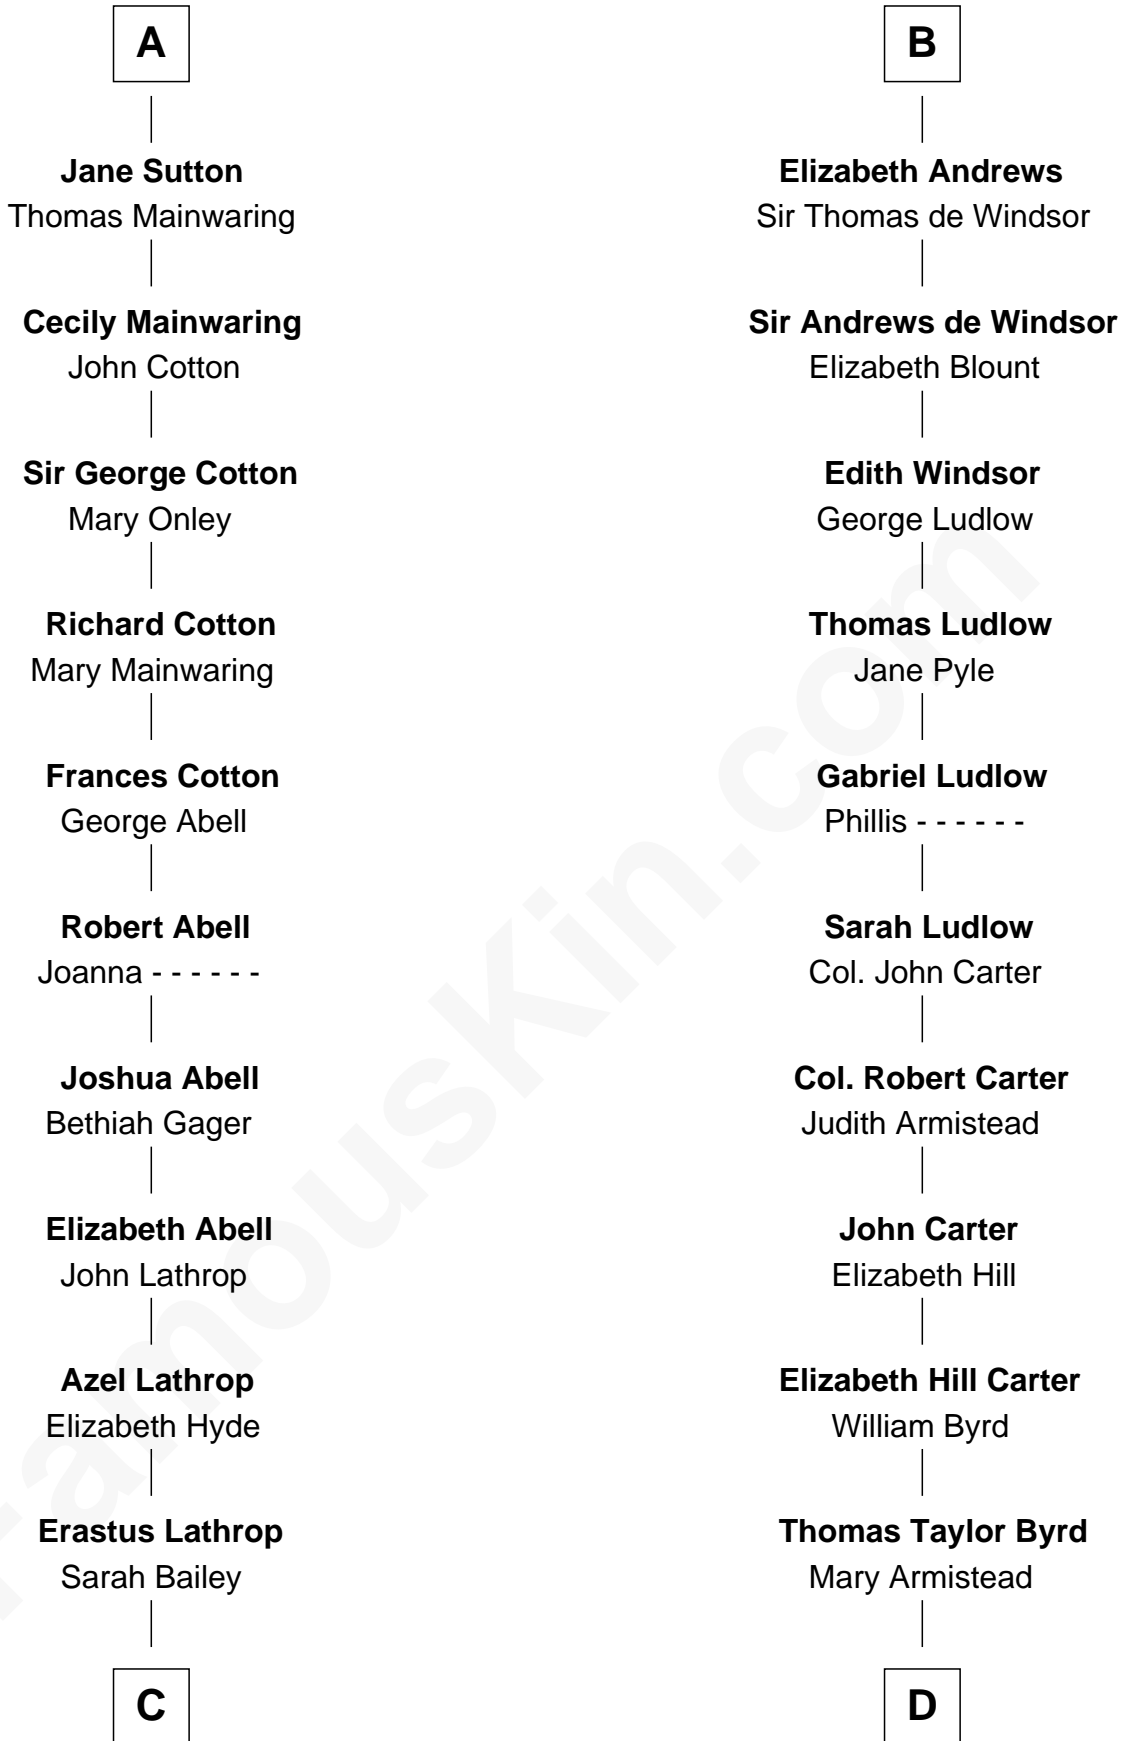 A
Jane Sutton
Thomas Mainwaring
Cecily Mainwaring
John Cotton
Sir George Cotton
Mary Onley
Richard Cotton
Mary Mainwaring
Frances Cotton
George Abell
Robert Abell
Joanna - - - - - -
Joshua Abell
Bethiah Gager
Elizabeth Abell
John Lathrop
Azel Lathrop
Elizabeth Hyde
Erastus Lathrop
Sarah Bailey
C
B
Elizabeth Andrews
Sir Thomas de Windsor
Sir Andrews de Windsor
Elizabeth Blount
Edith Windsor
George Ludlow
Thomas Ludlow
Jane Pyle
Gabriel Ludlow
Phillis - - - - - -
Sarah Ludlow
Col. John Carter
Col. Robert Carter
Judith Armistead
John Carter
Elizabeth Hill
Elizabeth Hill Carter
William Byrd
Thomas Taylor Byrd
Mary Armistead
D
FamousKin.com